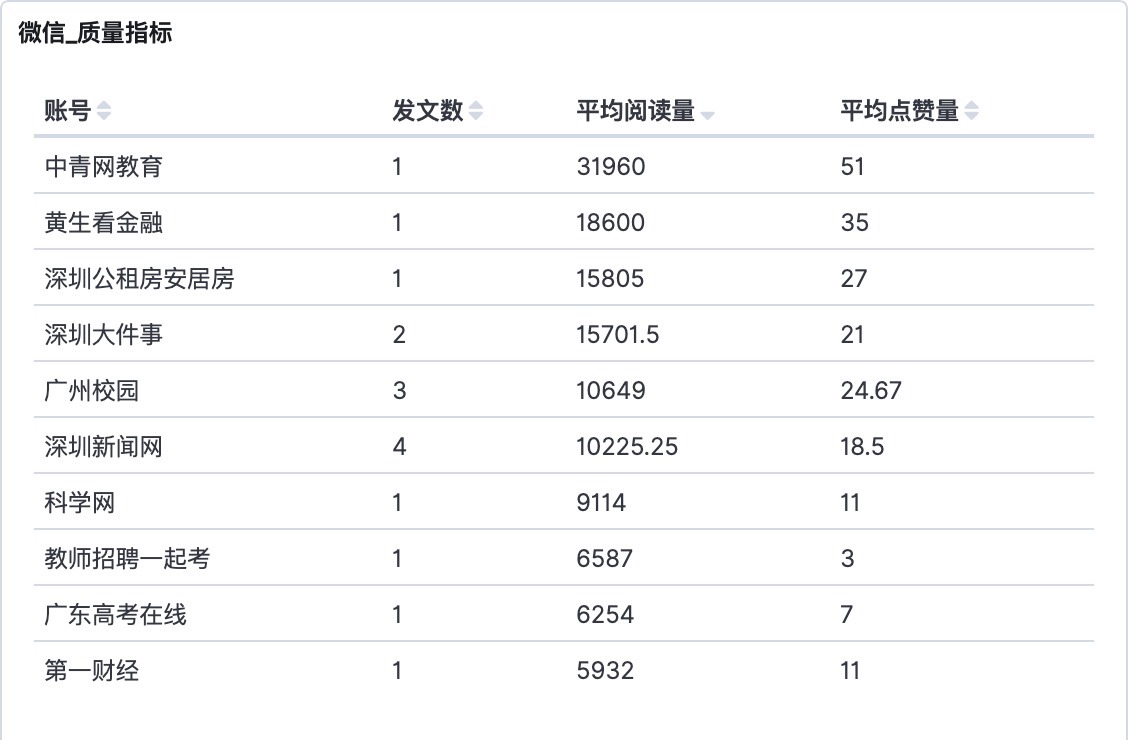 微信_质量指标
账号 发文数 平均阅读量 平均点赞量
中青网教育 1 31960 51
黄生看金融 1 18600 35
深圳公租房安居房 1 15805 27
深圳大件事 2 15701.5 21
广州校园 3 10649 24.67
深圳新闻网 4 10225.25 18.5
科学网 1 9114 11
教师招聘一起考 1 6587 3
广东高考在线 1 6254 7
第一财经 1 5932 11